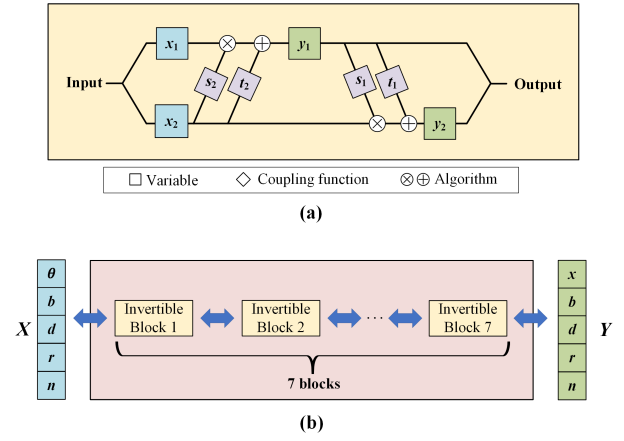 x₁
⊗
⊕
y₁
Input
s₂
t₂
s₁
t₁
Output
x₂
⊗
⊕
y₂
□ Variable ◇ Coupling function ⊗ ⊕ Algorithm
(a)
θ
b
d
r
n
X
Invertible
Block 1
Invertible
Block 2
...
Invertible
Block 7
7 blocks
x
b
d
r
n
Y
(b)